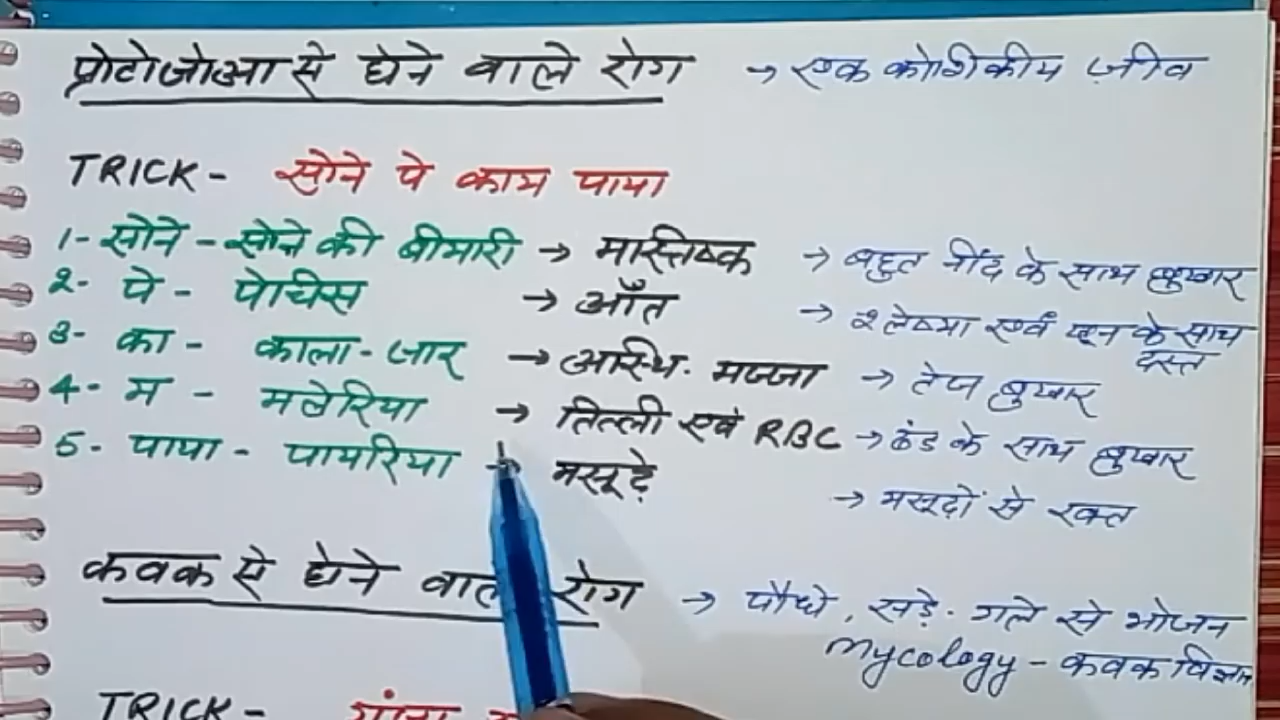 प्रोटोजोआ से होने वाले रोग → एक कोशिकीय जीव
TRICK - सोने पे काम पाया
1- सोने - सोने की बीमारी → मास्तिष्क → बहुत नींद के साथ बुखार
2- पे - पेचिस → आँत → श्लेष्मा एवं खून के साथ दस्त
3- का - काला-जार → अस्थि-मज्जा → तेज बुखार
4- म - मलेरिया → तिल्ली एवं RBC → ठंड के साथ बुखार
5- पाया - पायरिया → मसूड़े → मसूढ़ों से रक्त
कवक से होने वाले रोग → पौधे, सड़े-गले से भोजन
Mycology - कवक विज्ञान
TRICK -